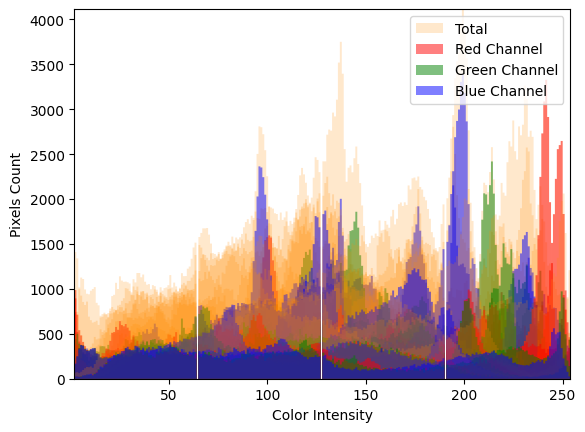 Total
Red Channel
Green Channel
Blue Channel
4000
3500
3000
2500
2000
1500
1000
500
0
50
100
150
200
250
Pixels Count
Color Intensity